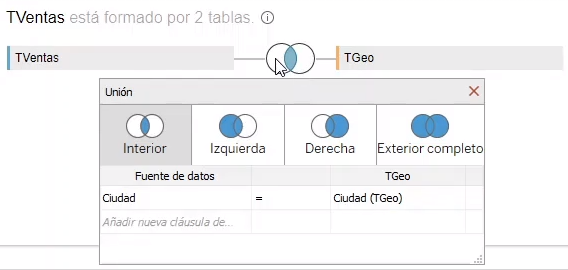 TVentas está formado por 2 tablas.
TVentas TGeo
Unión
Interior Izquierda Derecha Exterior completo
Fuente de datos TGeo
Ciudad = Ciudad (TGeo)
Añadir nueva cláusula de...